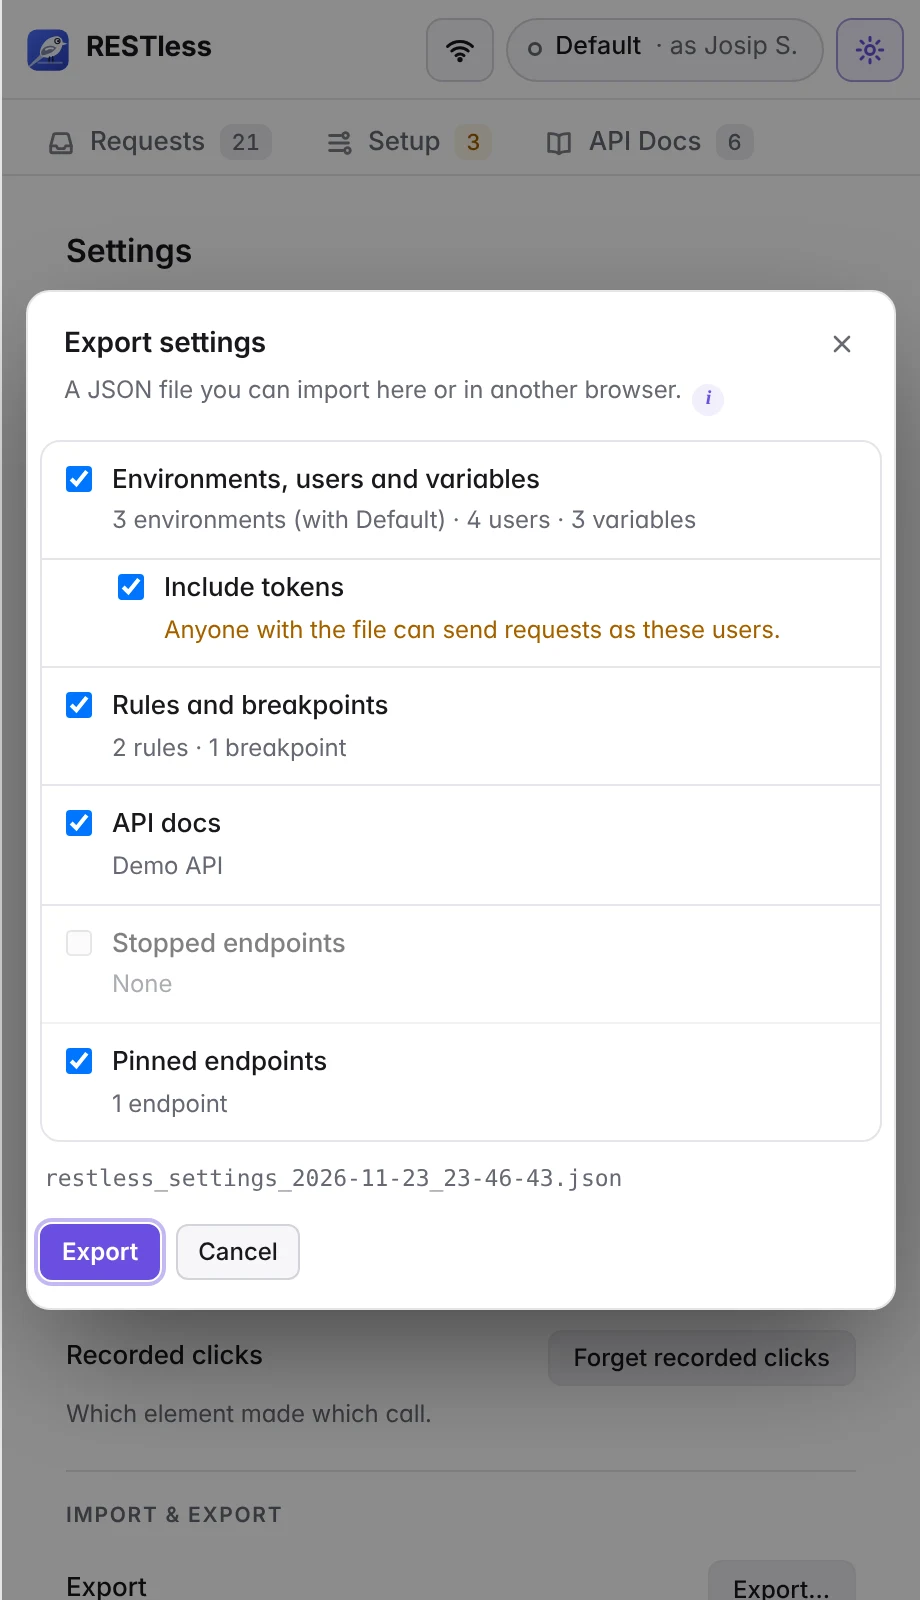 RESTless
Default · as Josip S.
Requests 21
Setup 3
API Docs 6
Settings
Export settings
A JSON file you can import here or in another browser. i
Environments, users and variables
3 environments (with Default) · 4 users · 3 variables
Include tokens
Anyone with the file can send requests as these users.
Rules and breakpoints
2 rules · 1 breakpoint
API docs
Demo API
Stopped endpoints
None
Pinned endpoints
1 endpoint
restless_settings_2026-11-23_23-46-43.json
Export
Cancel
Recorded clicks
Forget recorded clicks
Which element made which call.
IMPORT & EXPORT
Export
Export...